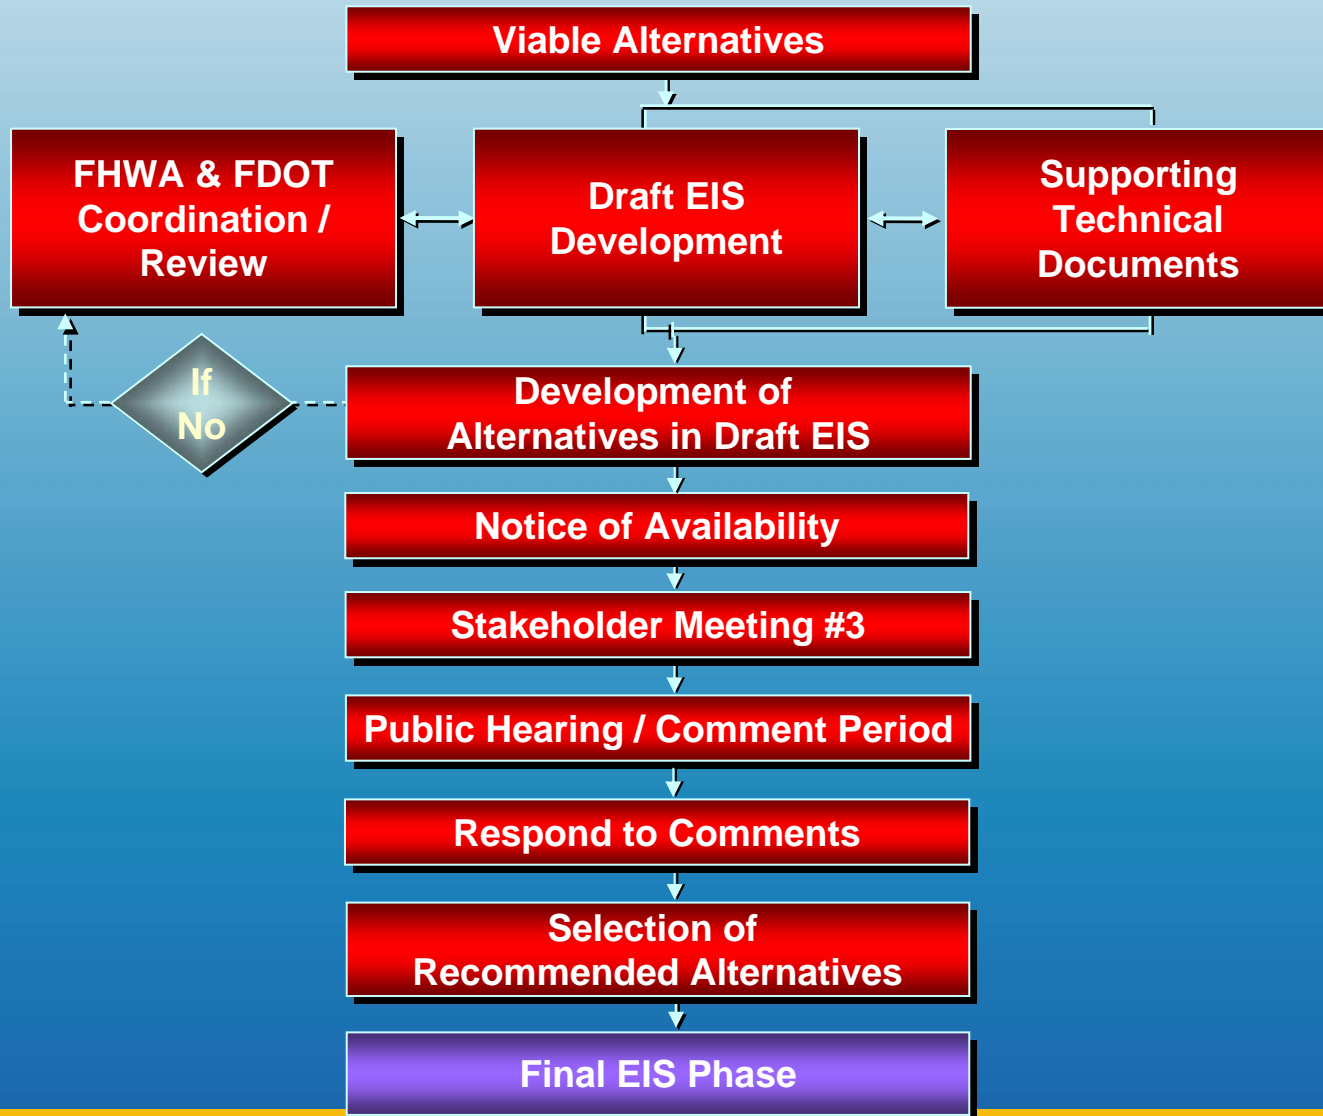 Viable Alternatives
FHWA & FDOT
Coordination /
Review
Draft EIS
Development
Supporting
Technical
Documents
If
No
Development of
Alternatives in Draft EIS
Notice of Availability
Stakeholder Meeting #3
Public Hearing / Comment Period
Respond to Comments
Selection of
Recommended Alternatives
Final EIS Phase